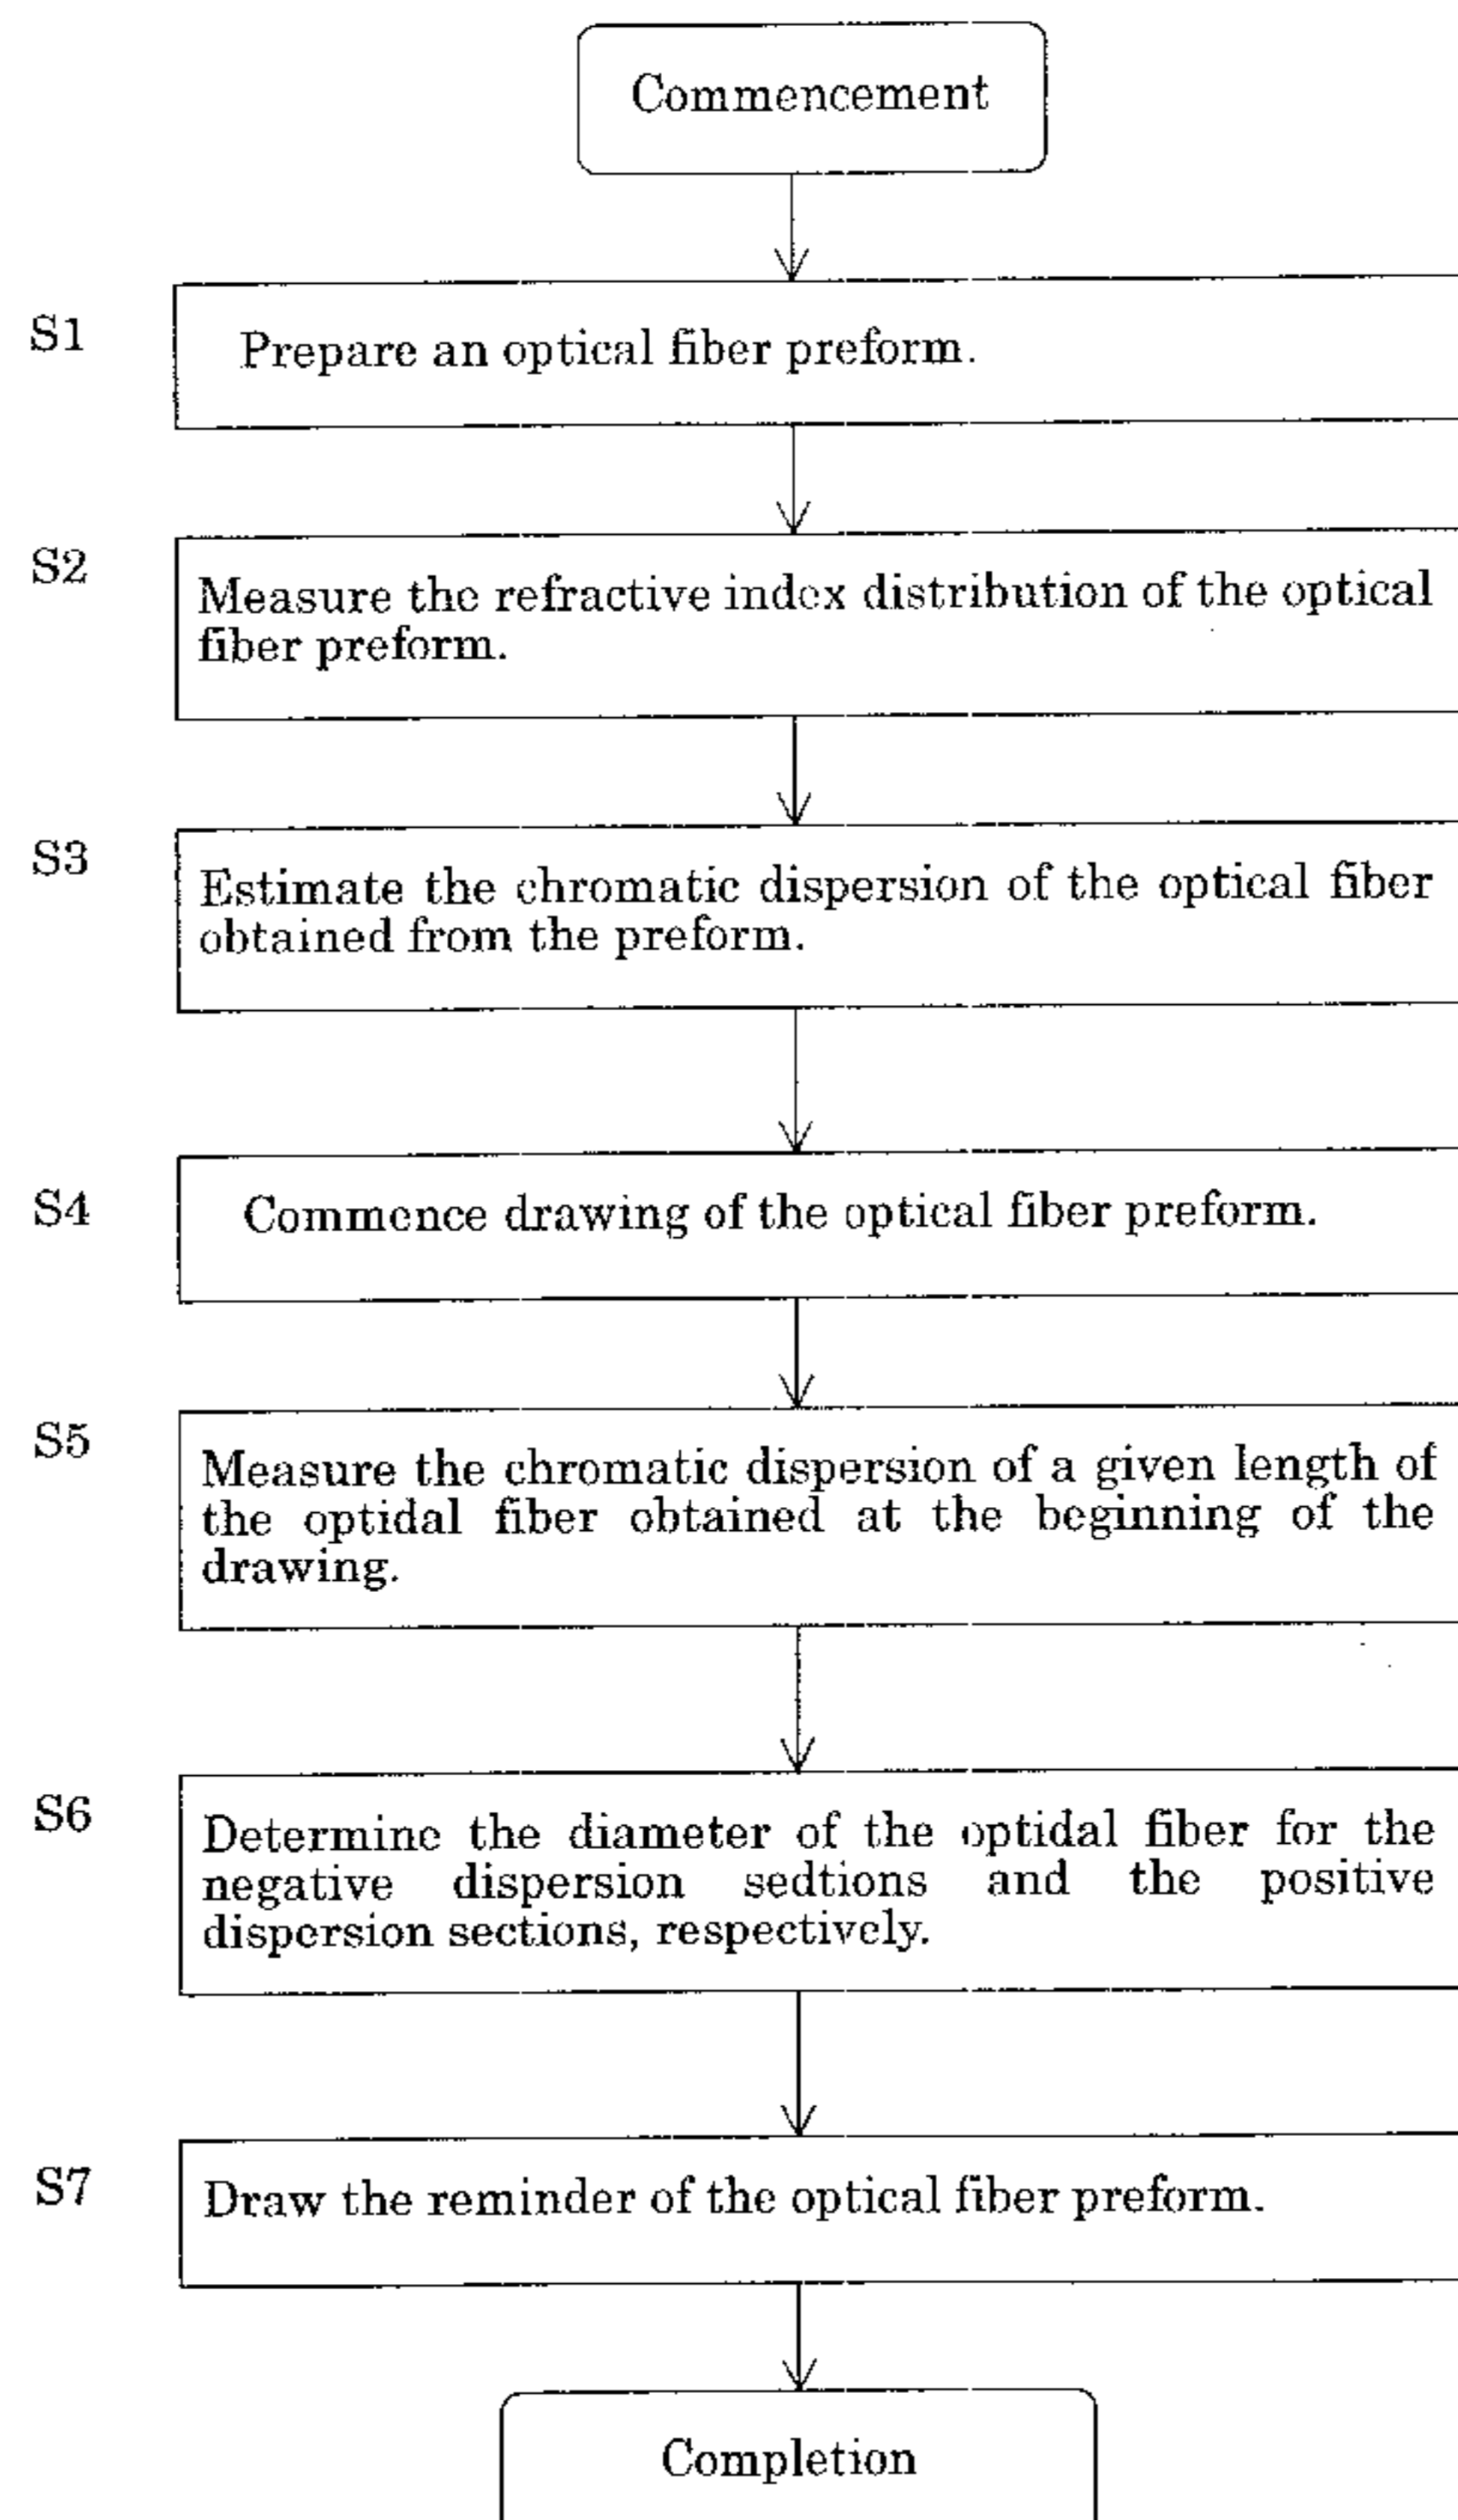 Commencement
S1
Prepare an optical fiber preform.
S2
Measure the refractive index distribution of the optical
fiber preform.
S3
Estimate the chromatic dispersion of the optical fiber
obtained from the preform.
S4
Commence drawing of the optical fiber preform.
S5
Measure the chromatic dispersion of a given length of
the optidal fiber obtained at the beginning of the
drawing.
S6
Determine the diameter of the optidal fiber for the
negative dispersion sedtions and the positive
dispersion sections, respectively.
S7
Draw the reminder of the optical fiber preform.
Completion